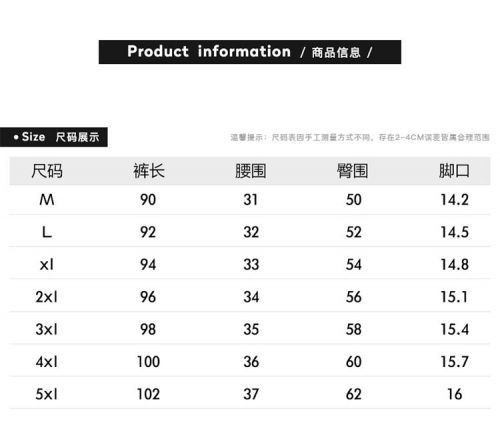 Product information / 商品信息 /
• Size 尺码展示
温馨提示：尺码表因手工测量方式不同，存在2-4CM误差皆属合理范围
尺码 裤长 腰围 臀围 脚口
M 90 31 50 14.2
L 92 32 52 14.5
xl 94 33 54 14.8
2xl 96 34 56 15.1
3xl 98 35 58 15.4
4xl 100 36 60 15.7
5xl 102 37 62 16